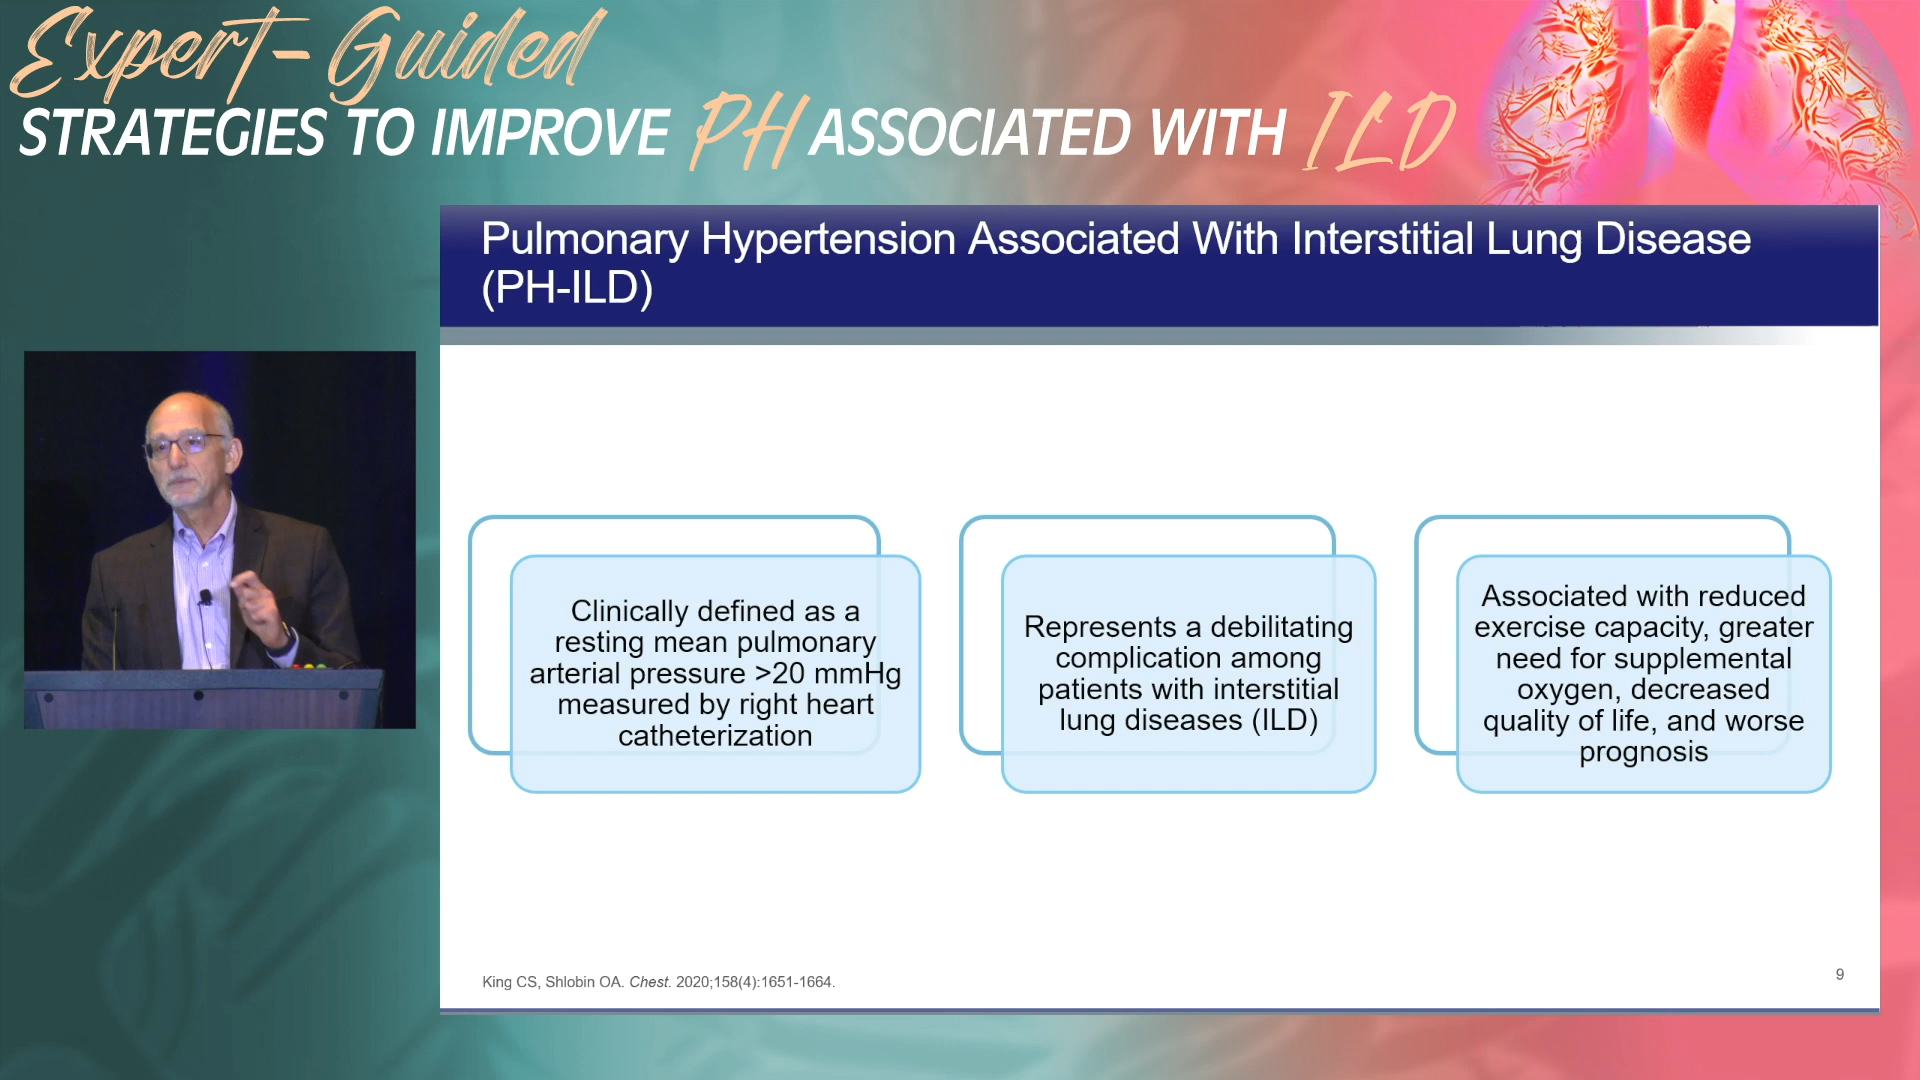 Expert-Guided
STRATEGIES TO IMPROVE PH ASSOCIATED WITH ILD
Pulmonary Hypertension Associated With Interstitial Lung Disease
(PH-ILD)
Clinically defined as a
resting mean pulmonary
arterial pressure >20 mmHg
measured by right heart
catheterization
Represents a debilitating
complication among
patients with interstitial
lung diseases (ILD)
Associated with reduced
exercise capacity, greater
need for supplemental
oxygen, decreased
quality of life, and worse
prognosis
King CS, Shlobin OA. Chest. 2020;158(4):1651-1664.
9